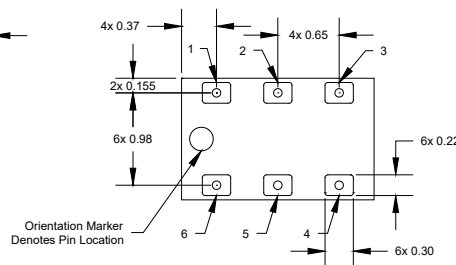 4x 0.37
1
2
4x 0.65
3
2x 0.155
6x 0.98
6x 0.22
Orientation Marker
Denotes Pin Location
6
5
4
6x 0.30